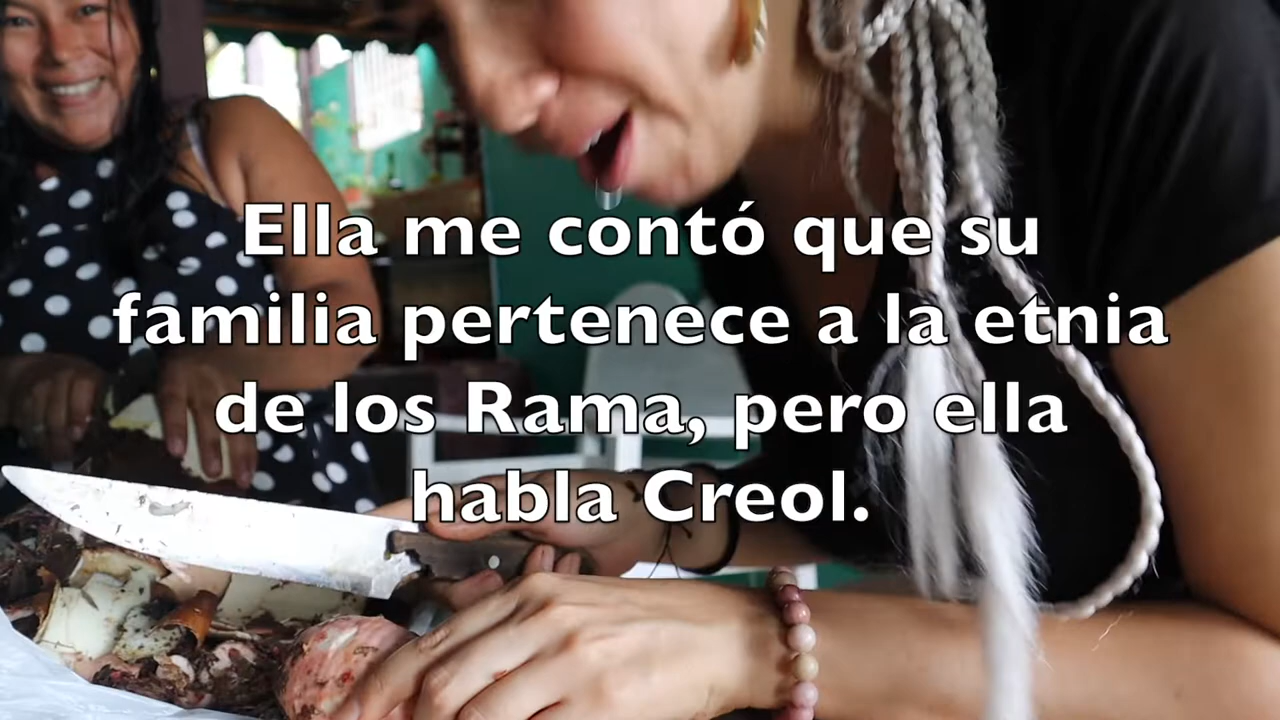 Ella me contó que su
familia pertenece a la etnia
de los Rama, pero ella
habla Creol.